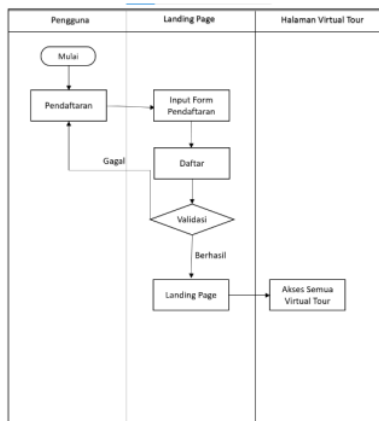 Pengguna
Landing Page
Halaman Virtual Tour
Mulai
Pendaftaran
Input Form
Pendaftaran
Gagal
Daftar
Validasi
Berhasil
Landing Page
Akses Semua
Virtual Tour